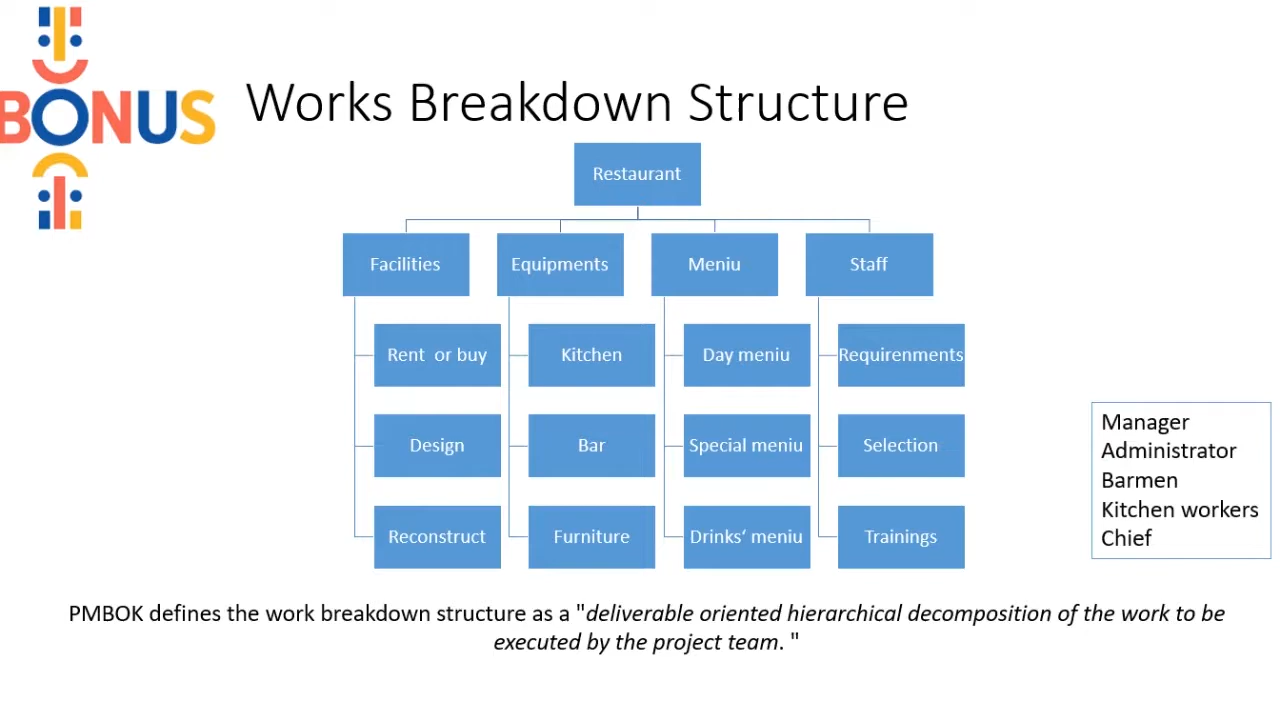 BONUS
Works Breakdown Structure
Restaurant
Facilities
Equipments
Meniu
Staff
Rent or buy
Kitchen
Day meniu
Requirenments
Design
Bar
Special meniu
Selection
Reconstruct
Furniture
Drinks‘ meniu
Trainings
Manager
Administrator
Barmen
Kitchen workers
Chief
PMBOK defines the work breakdown structure as a "deliverable oriented hierarchical decomposition of the work to be
executed by the project team. "